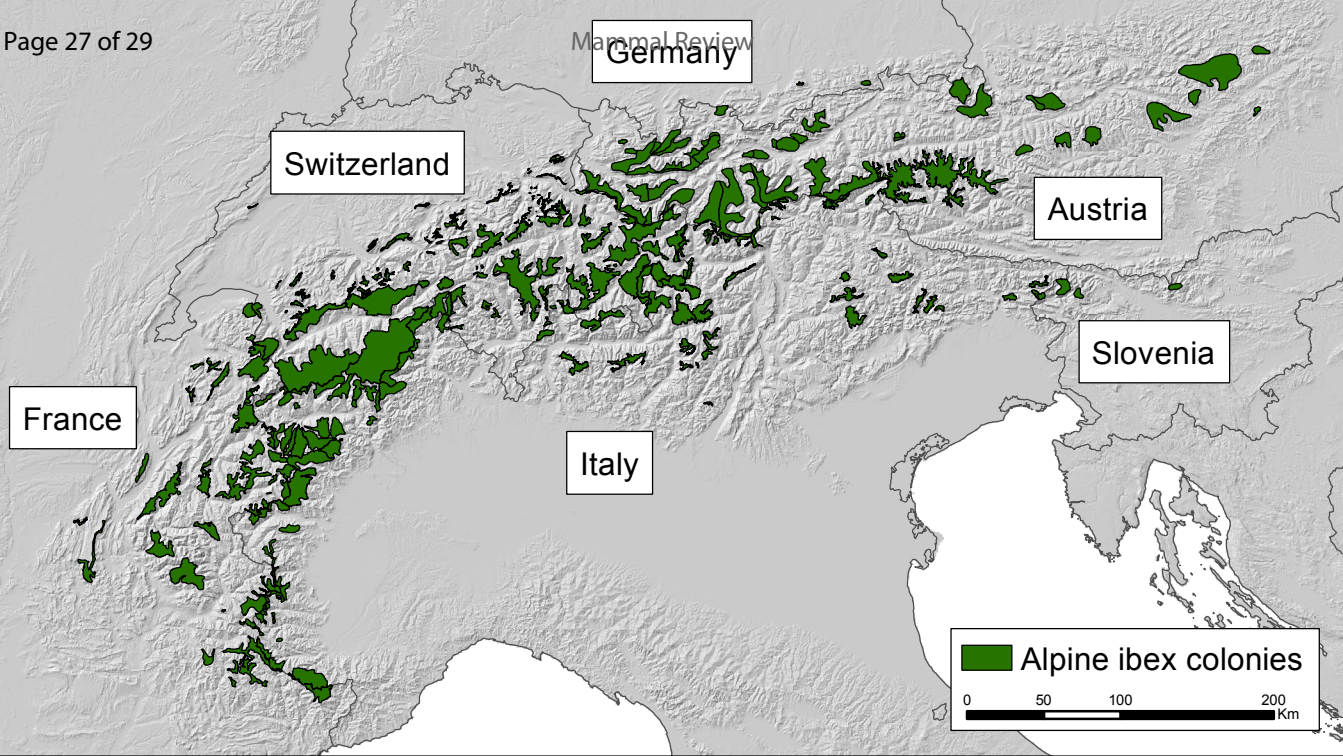 Page 27 of 29
Mammal Review
Germany
Switzerland
Austria
Slovenia
France
Italy
Alpine ibex colonies
0 50 100 200
Km